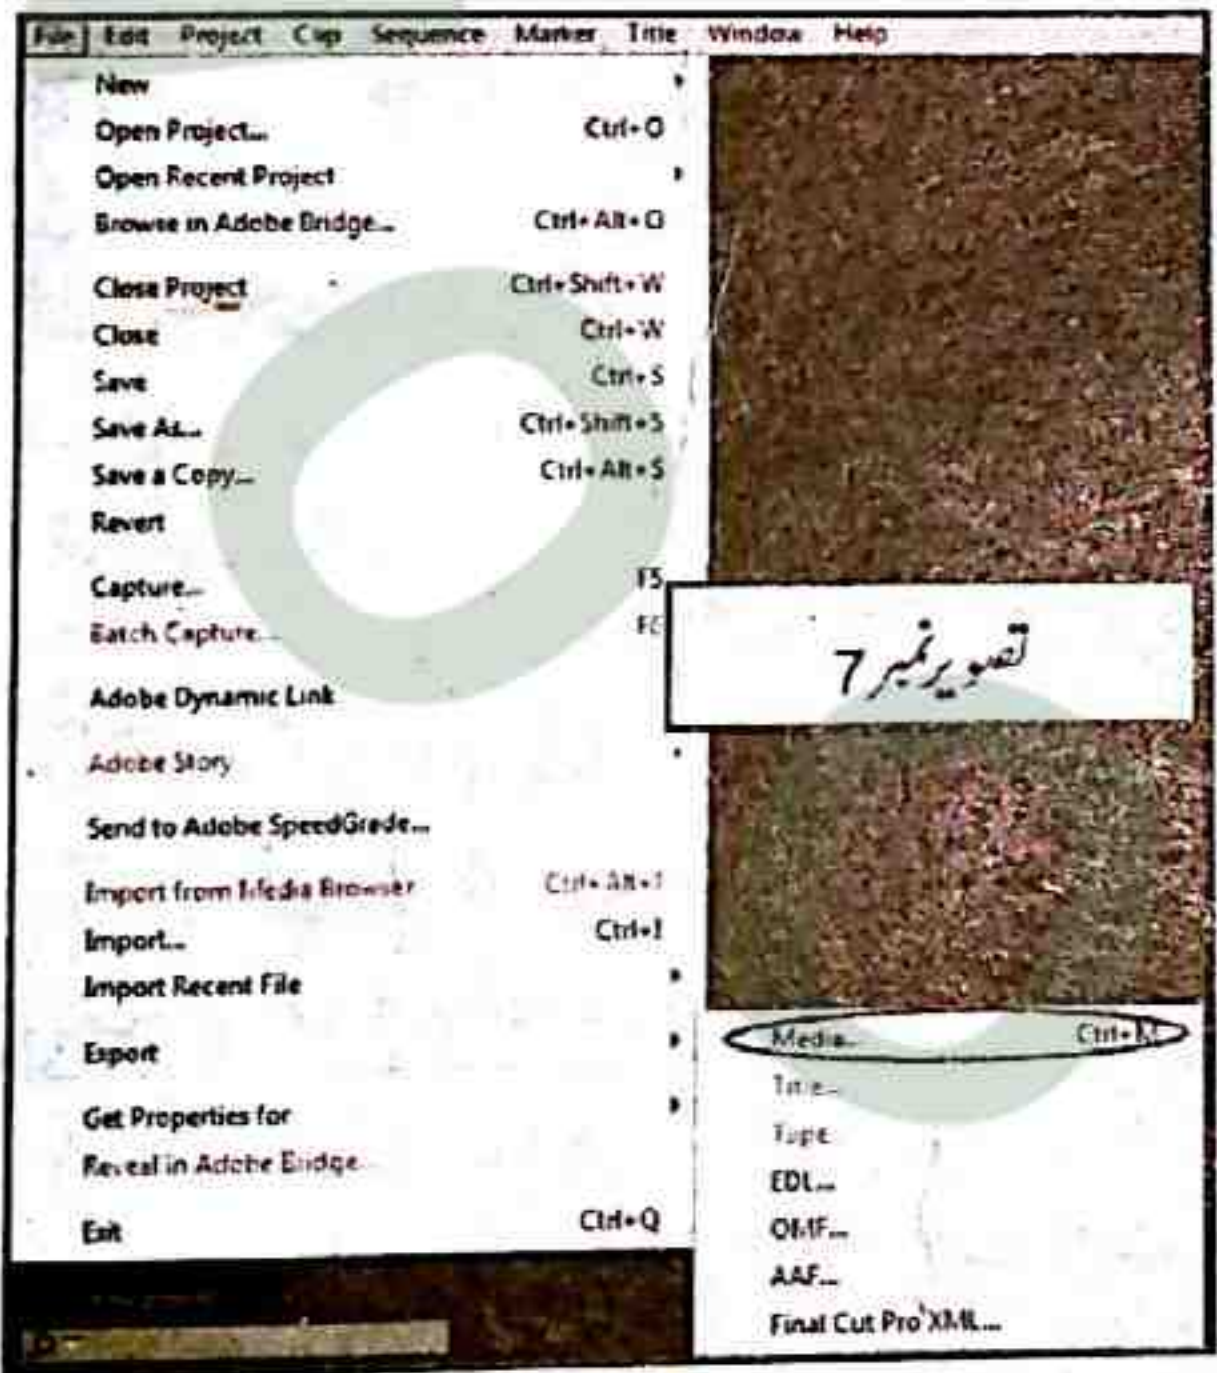 File Edit Project Clip Sequence Marker Title Window Help
New
Open Project... Ctrl+O
Open Recent Project
Browse in Adobe Bridge... Ctrl+Alt+O
Close Project Ctrl+Shift+W
Close Ctrl+W
Save Ctrl+S
Save As... Ctrl+Shift+S
Save a Copy... Ctrl+Alt+S
Revert
Capture... F5
Batch Capture... F6
تصویر نمبر 7
Adobe Dynamic Link
Adobe Story
Send to Adobe SpeedGrade...
Import from Media Browser Ctrl+Alt+I
Import... Ctrl+I
Import Recent File
Export
Get Properties for
Reveal in Adobe Bridge...
Exit Ctrl+Q
Media... Ctrl+M
Title...
Tape...
EDL...
OMF...
AAF...
Final Cut Pro XML...